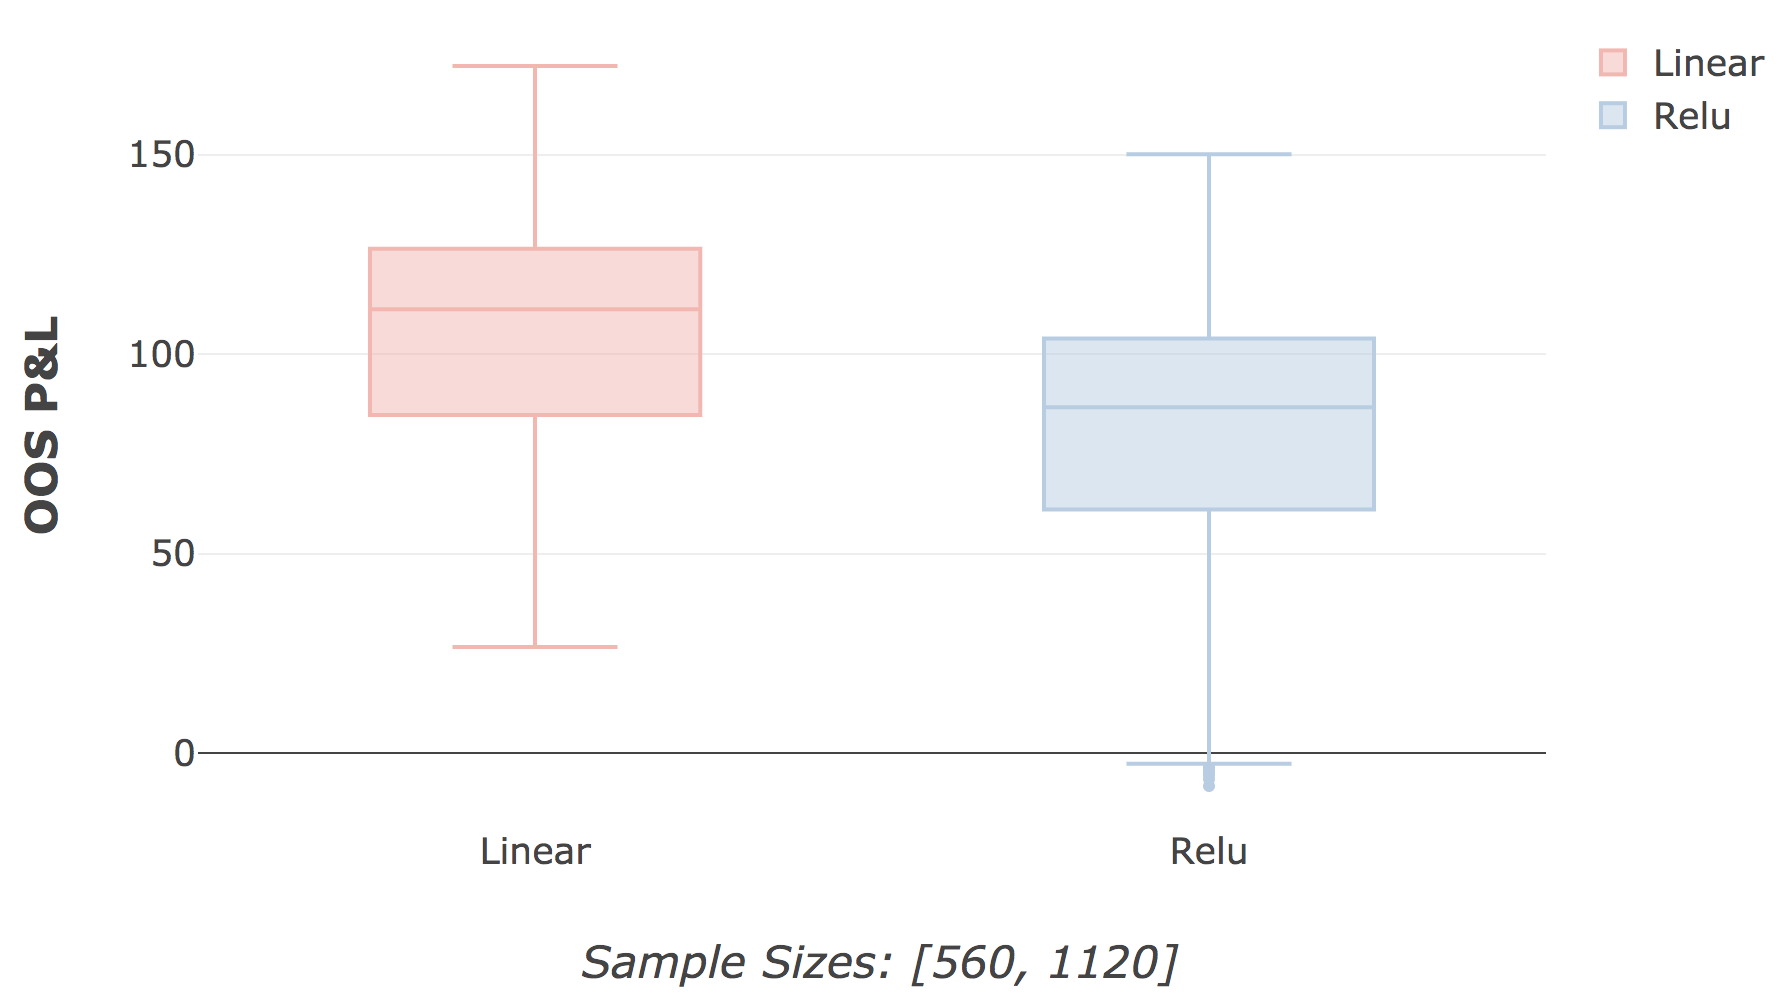 Linear
Relu
150
100
50
0
OOS P&L
Linear
Relu
Sample Sizes: [560, 1120]